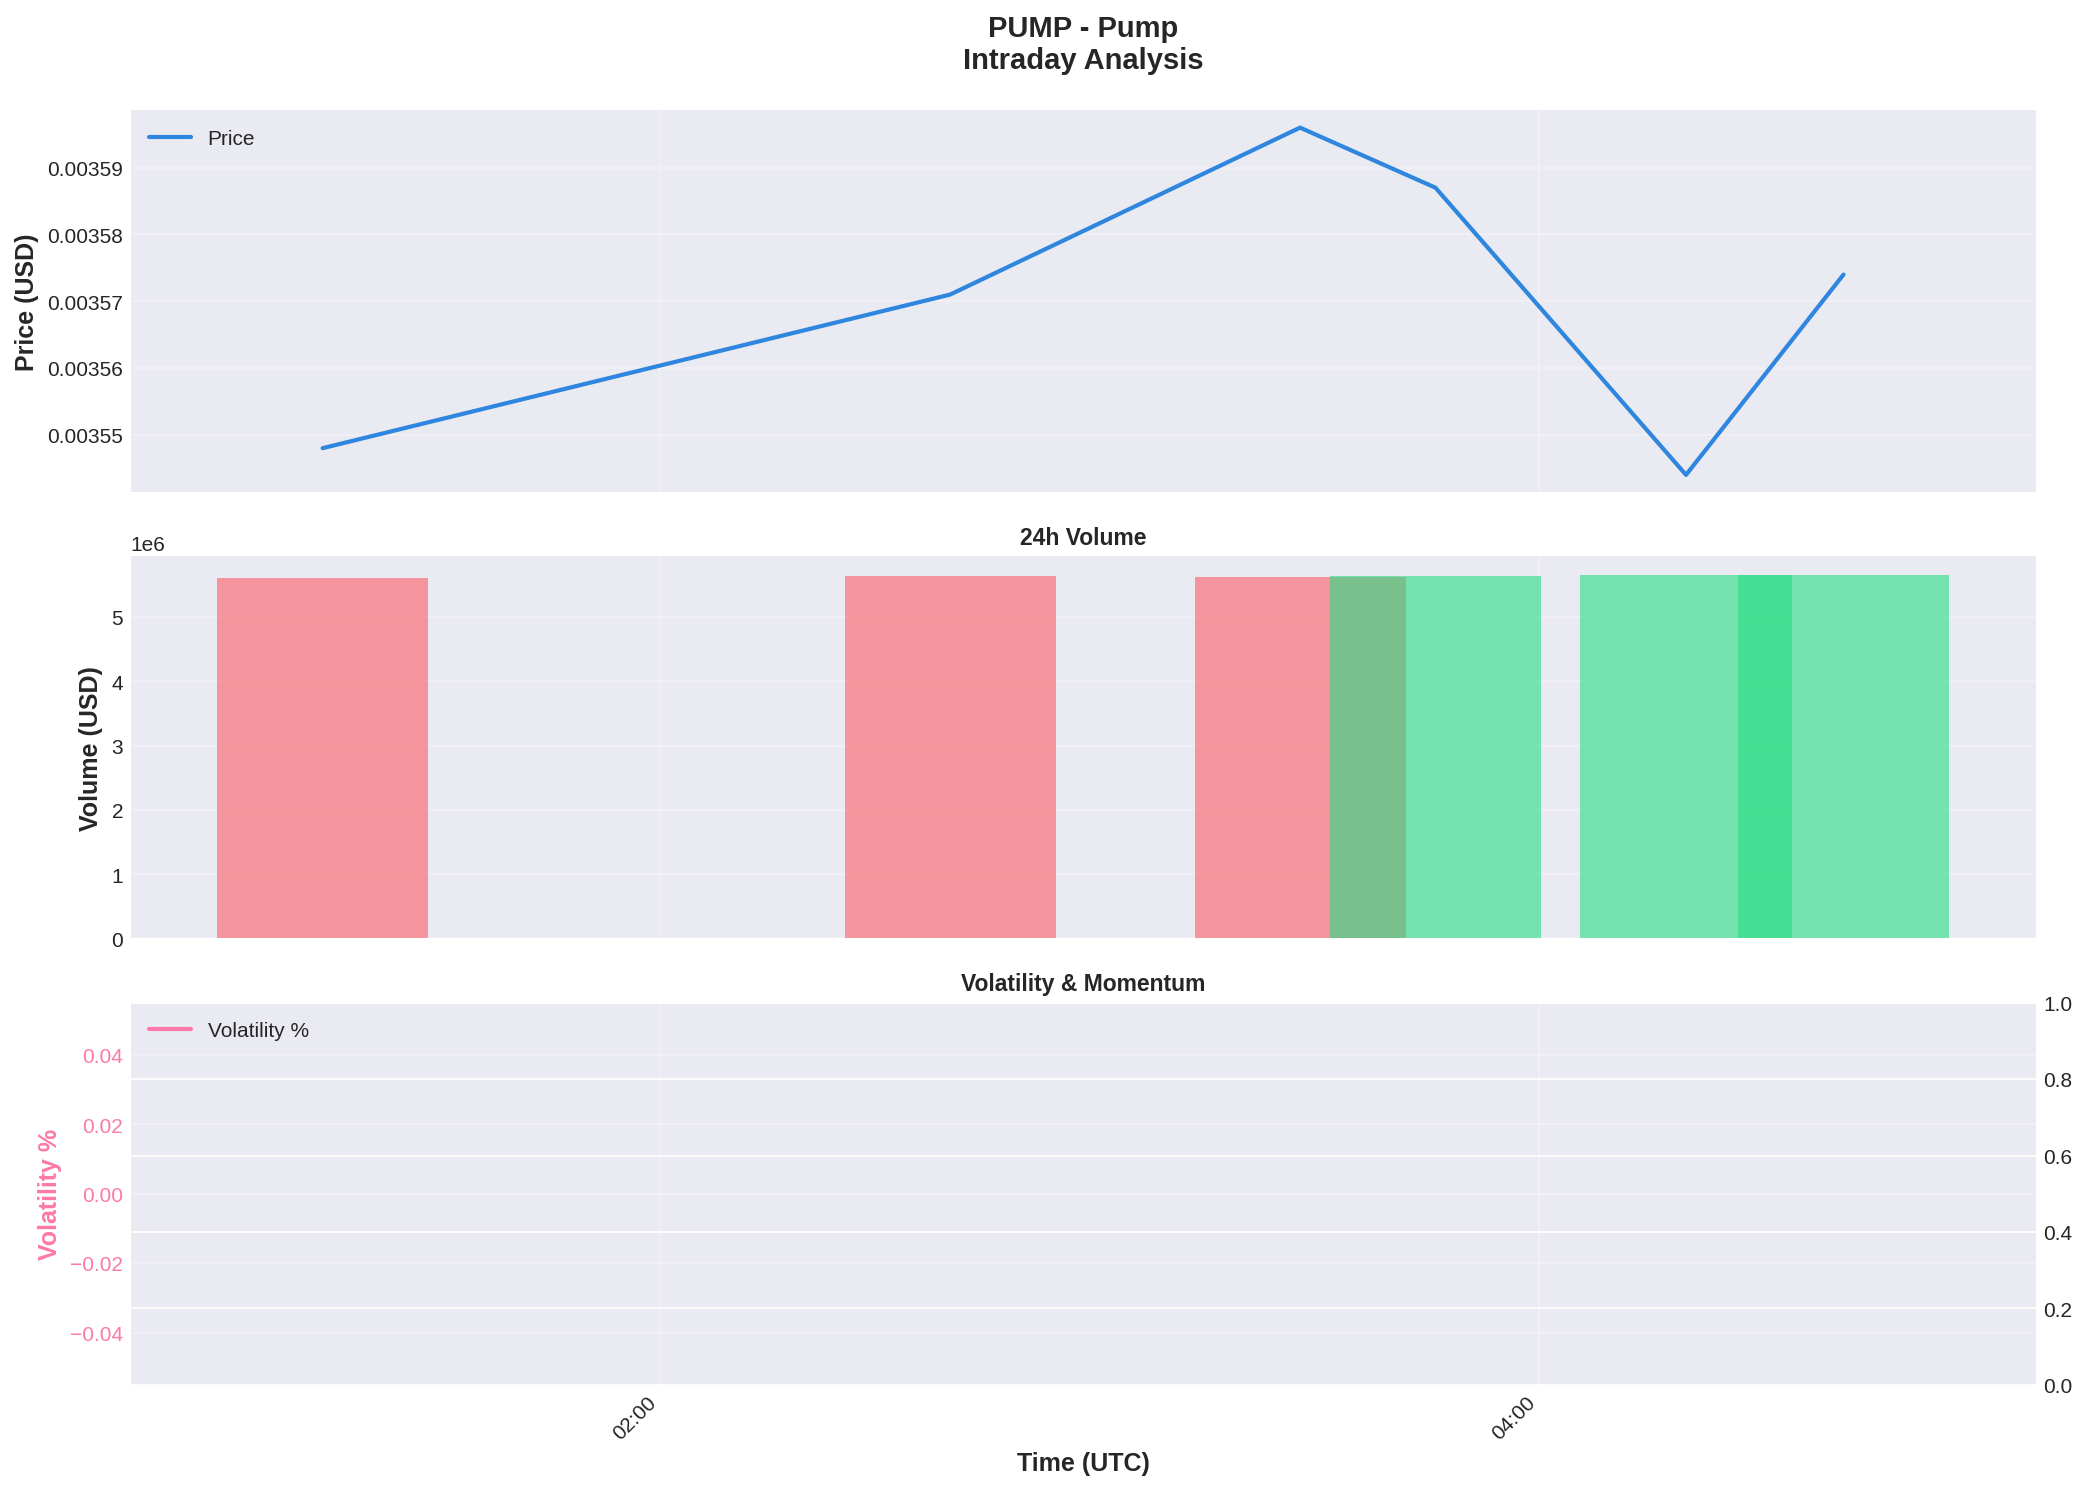 PUMP - Pump
Intraday Analysis
Price
0.00359
0.00358
0.00357
0.00356
0.00355
Price (USD)
24h Volume
1e6
5
4
3
2
1
0
Volume (USD)
Volatility & Momentum
Volatility %
0.04
0.02
0.00
−0.02
−0.04
Volatility %
1.0
0.8
0.6
0.4
0.2
0.0
02:00
04:00
Time (UTC)